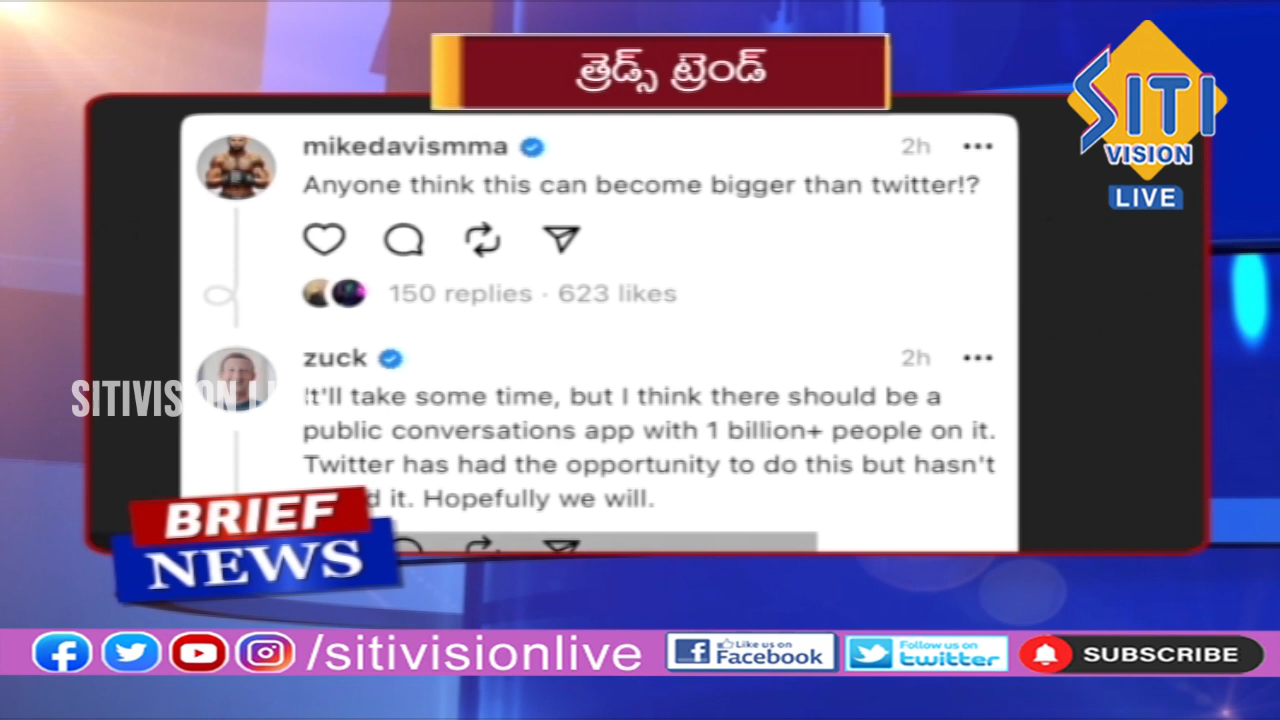 త్రెడ్స్ ట్రెండ్
SITI
VISION
LIVE
mikedavismma
2h
Anyone think this can become bigger than twitter!?
150 replies · 623 likes
zuck
2h
It'll take some time, but I think there should be a
public conversations app with 1 billion+ people on it.
Twitter has had the opportunity to do this but hasn't
it. Hopefully we will.
SITIVISION
BRIEF
NEWS
/sitivisionlive
Like us on
Facebook
Follow us on
twitter
SUBSCRIBE